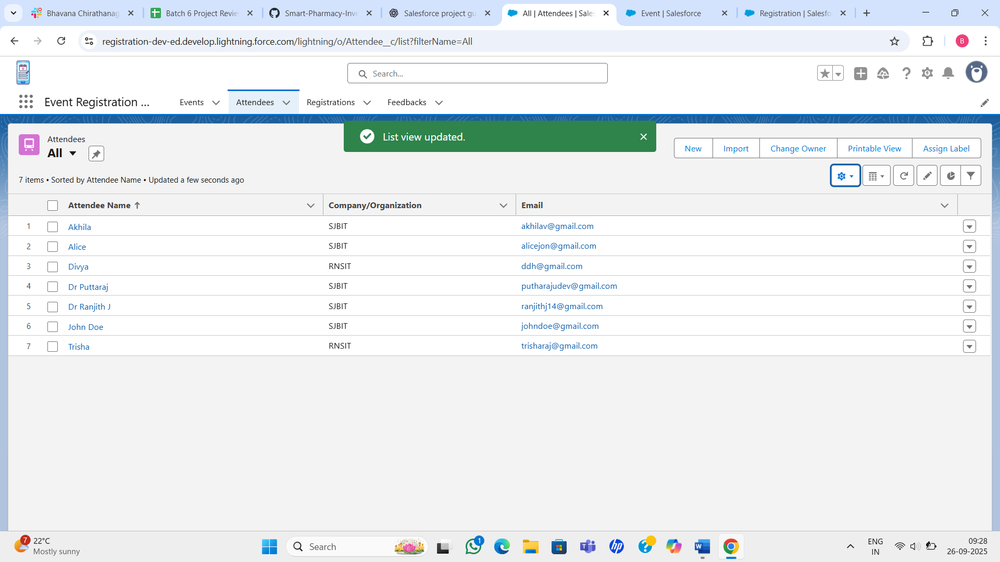 Bhavana Chirathanag
Batch 6 Project Revie
Smart-Pharmacy-Inve
Salesforce project gu
All | Attendees | Sales
Event | Salesforce
Registration | Salesfo
registration-dev-ed.develop.lightning.force.com/lightning/o/Attendee__c/list?filterName=All
B
Search...
Event Registration ...
Events
Attendees
Registrations
Feedbacks
Attendees
All
List view updated.
New
Import
Change Owner
Printable View
Assign Label
7 items • Sorted by Attendee Name • Updated a few seconds ago
Attendee Name
Company/Organization
Email
1 Akhila SJBIT akhilav@gmail.com
2 Alice SJBIT alicejon@gmail.com
3 Divya RNSIT ddh@gmail.com
4 Dr Puttaraj SJBIT putharajudev@gmail.com
5 Dr Ranjith J SJBIT ranjithj14@gmail.com
6 John Doe SJBIT johndoe@gmail.com
7 Trisha RNSIT trisharaj@gmail.com
7
22°C
Mostly sunny
Search
1
ENG
IN
09:28
26-09-2025